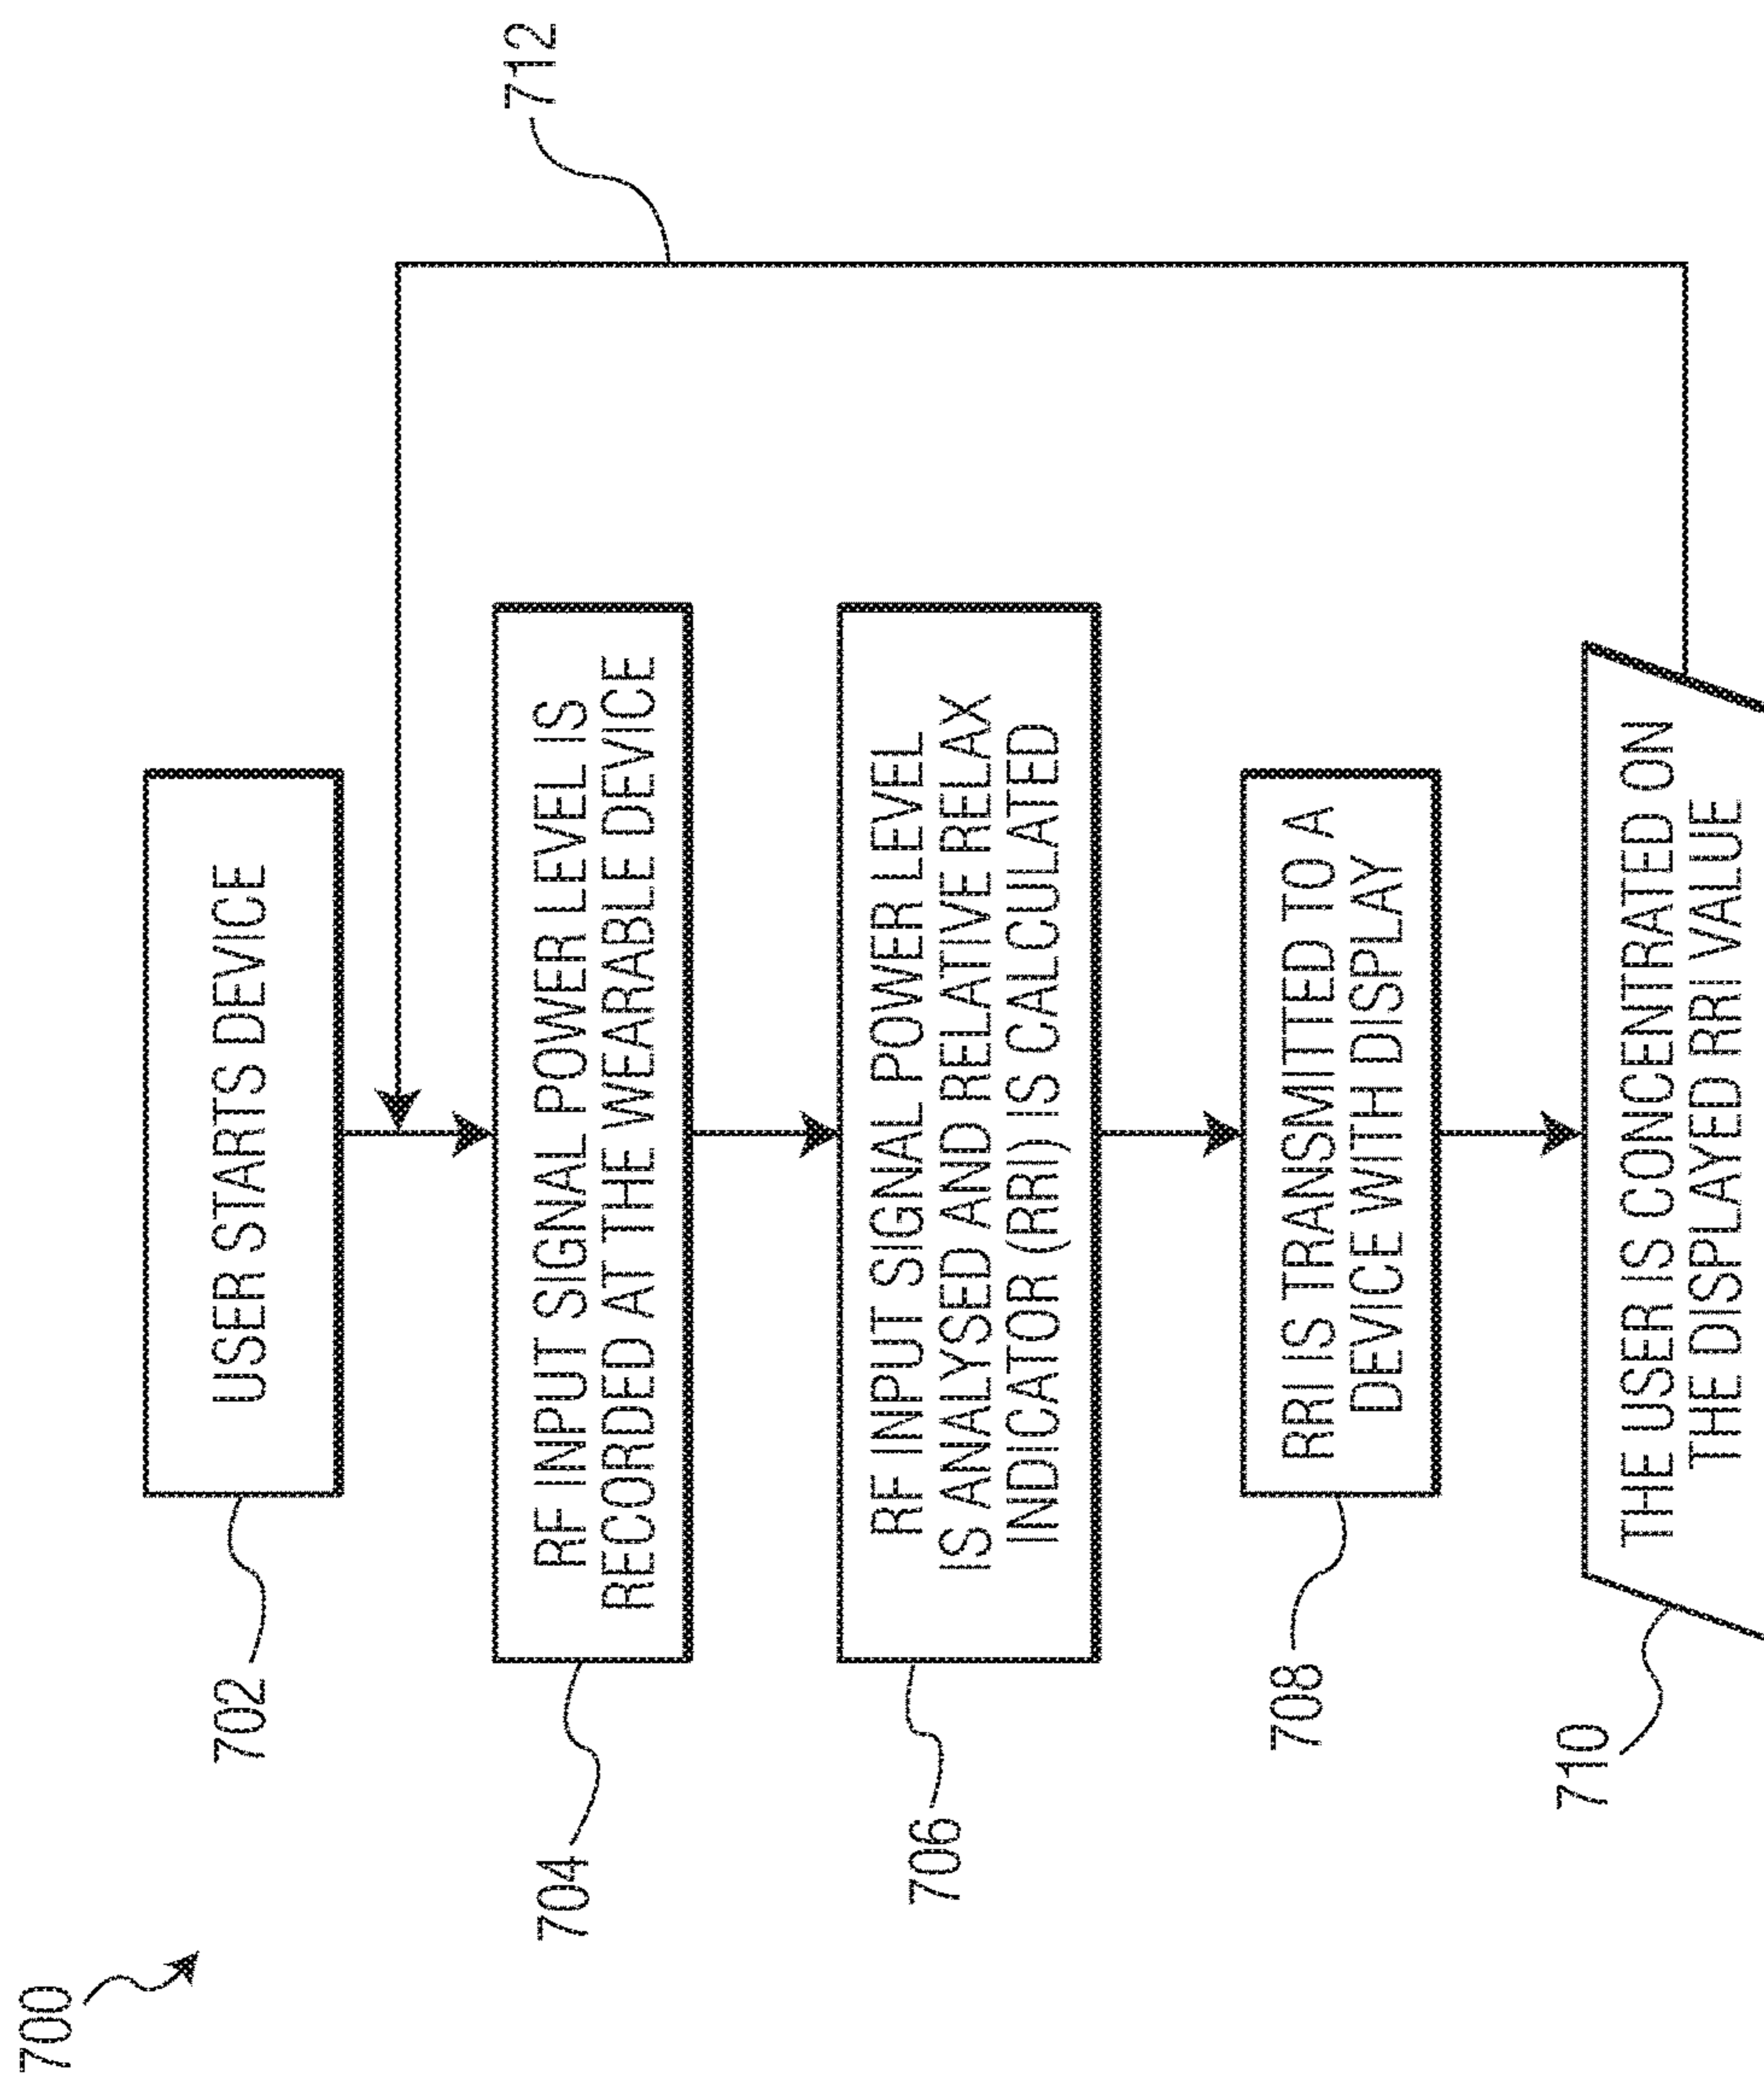 700
702
USER STARTS DEVICE
712
704
RF INPUT SIGNAL POWER LEVEL IS
RECORDED AT THE WEARABLE DEVICE
706
RF INPUT SIGNAL POWER LEVEL
IS ANALYSED AND RELATIVE RELAX
INDICATOR (RRI) IS CALCULATED
708
RRI IS TRANSMITTED TO A
DEVICE WITH DISPLAY
710
THE USER IS CONCENTRATED ON
THE DISPLAYED RRI VALUE